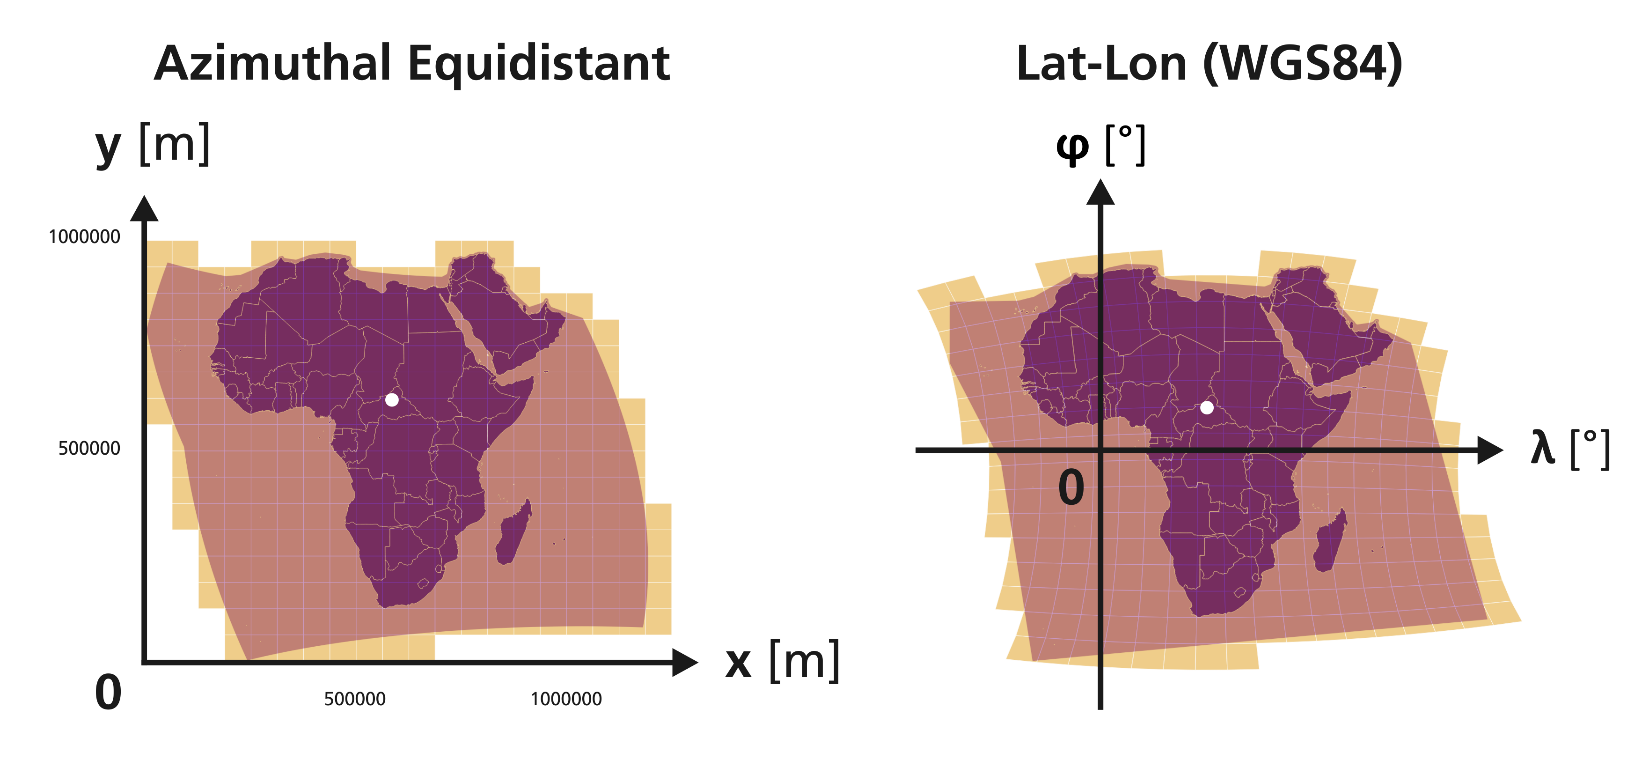 Azimuthal Equidistant
y [m]
1000000
500000
0
500000
1000000
x [m]
Lat-Lon (WGS84)
φ [°]
λ [°]
0